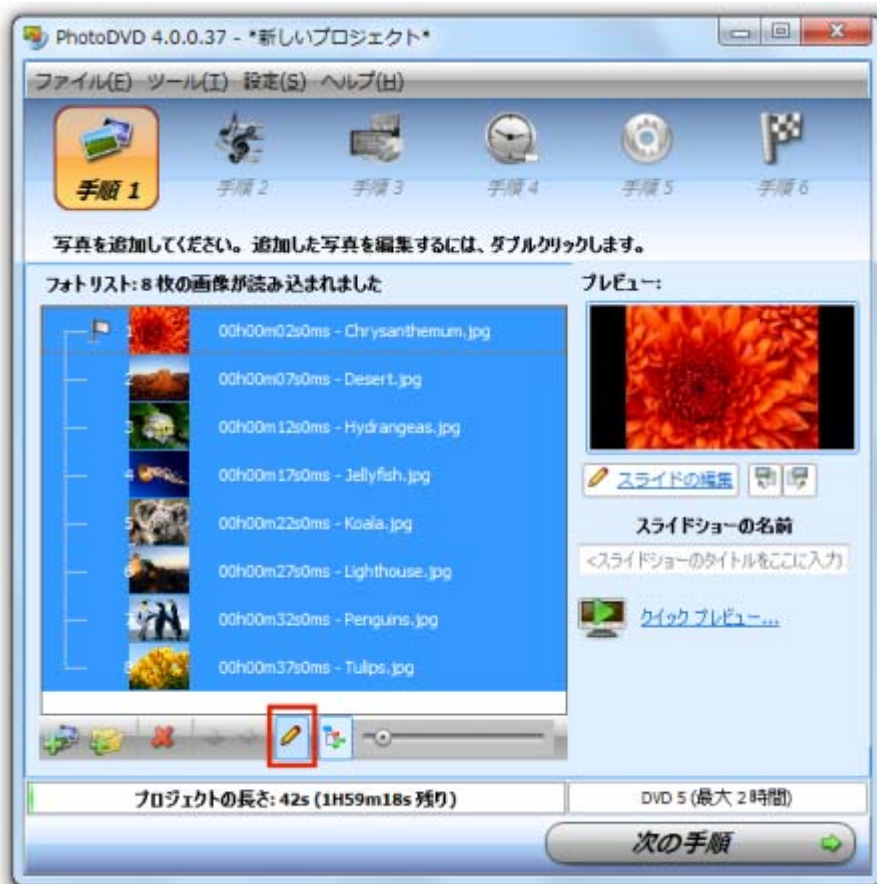 PhotoDVD 4.0.0.37 - *新しいプロジェクト*
ファイル(E) ツール(T) 設定(S) ヘルプ(H)
手順 1 手順 2 手順 3 手順 4 手順 5 手順 6
写真を追加してください。追加した写真を編集するには、ダブルクリックします。
フォトリスト: 8 枚の画像が読み込まれました
プレビュー:
1 00h00m02s0ms - Chrysanthemum.jpg
2 00h00m07s0ms - Desert.jpg
3 00h00m12s0ms - Hydrangeas.jpg
4 00h00m17s0ms - Jellyfish.jpg
5 00h00m22s0ms - Koala.jpg
6 00h00m27s0ms - Lighthouse.jpg
7 00h00m32s0ms - Penguins.jpg
8 00h00m37s0ms - Tulips.jpg
スライドの編集
スライドショーの名前
<スライドショーのタイトルをここに入力
クイック プレビュー...
プロジェクトの長さ: 42s (1H59m18s 残り)
DVD 5 (最大 2 時間)
次の手順